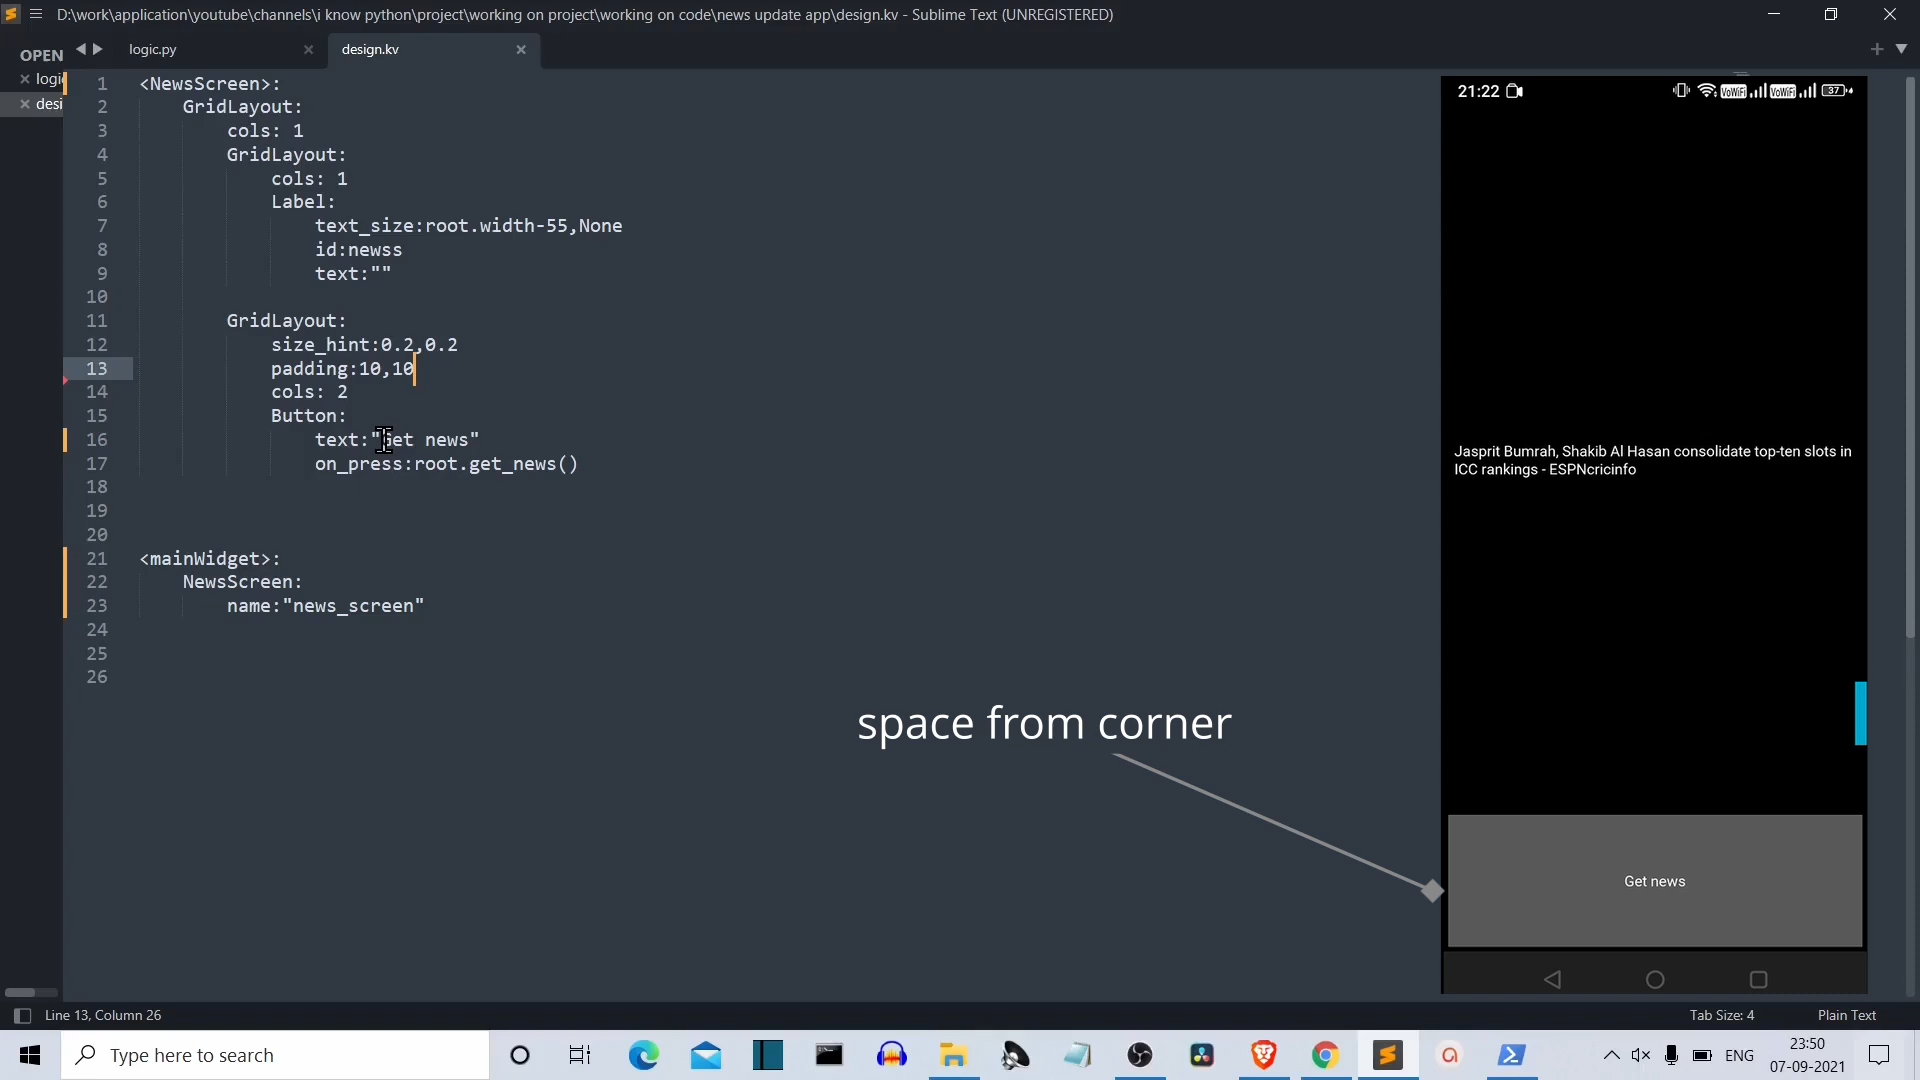 D:\work\application\youtube\channels\i know python\project\working on project\working on code\news update app\design.kv - Sublime Text (UNREGISTERED)
OPEN
logic.py
design.kv
logi
desi
1 <NewsScreen>:
2 GridLayout:
3 cols: 1
4 GridLayout:
5 cols: 1
6 Label:
7 text_size:root.width-55,None
8 id:newss
9 text:""
10
11 GridLayout:
12 size_hint:0.2,0.2
13 padding:10,10
14 cols: 2
15 Button:
16 text:"Get news"
17 on_press:root.get_news()
18
19
20
21 <mainWidget>:
22 NewsScreen:
23 name:"news_screen"
24
25
26
space from corner
21:22
VoWiFi
VoWiFi
37
Jasprit Bumrah, Shakib Al Hasan consolidate top-ten slots in
ICC rankings - ESPNcricinfo
Get news
Line 13, Column 26
Tab Size: 4
Plain Text
Type here to search
ENG
23:50
07-09-2021